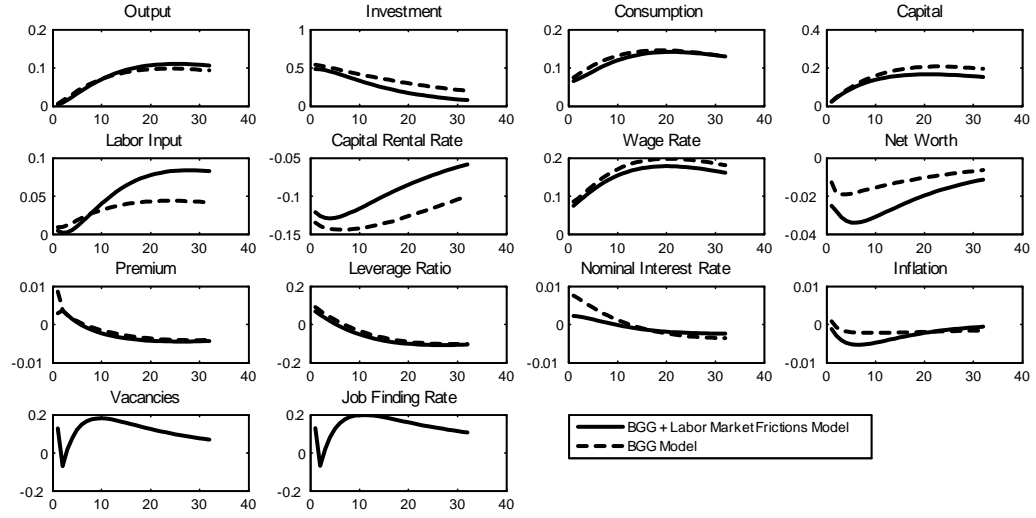 Output Investment Consumption Capital
0.2 1 0.2 0.4
0.1 0.5 0.1 0.2
0 0 0 0
0 10 20 30 40 0 10 20 30 40 0 10 20 30 40 0 10 20 30 40
Labor Input Capital Rental Rate Wage Rate Net Worth
0.1 -0.05 0.2 0
0.05 -0.1 0.1 -0.02
0 -0.15 0 -0.04
0 10 20 30 40 0 10 20 30 40 0 10 20 30 40 0 10 20 30 40
Premium Leverage Ratio Nominal Interest Rate Inflation
0.01 0.2 0.01 0.01
0 0 0 0
-0.01 -0.2 -0.01 -0.01
0 10 20 30 40 0 10 20 30 40 0 10 20 30 40 0 10 20 30 40
Vacancies Job Finding Rate
0.2 0.2
BGG + Labor Market Frictions Model
0 0
BGG Model
-0.2 -0.2
0 10 20 30 40 0 10 20 30 40